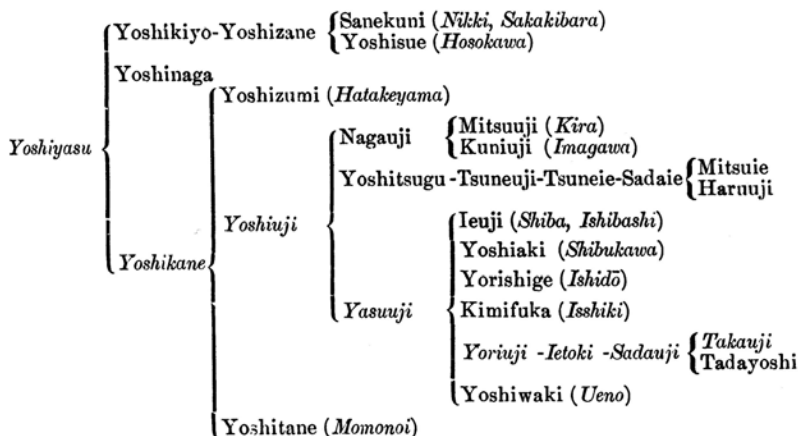 Yoshikiyo-Yoshizane
Sanekuni (Nikki, Sakakibara)
Yoshisue (Hosokawa)
Yoshinaga
Yoshizumi (Hatakeyama)
Yoshiyasu
Nagauji
Mitsuuji (Kira)
Kuniuji (Imagawa)
Yoshitsugu-Tsuneuji-Tsuneie-Sadaie
Mitsuie
Haruuji
Yoshiuji
Ieuji (Shiba, Ishibashi)
Yoshiaki (Shibukawa)
Yoshikane
Yorishige (Ishidō)
Yasuuji
Kimifuka (Isshiki)
Yoriuji -Ietoki -Sadauji
Takauji
Tadayoshi
Yoshiwaki (Ueno)
Yoshitane (Momonoi)